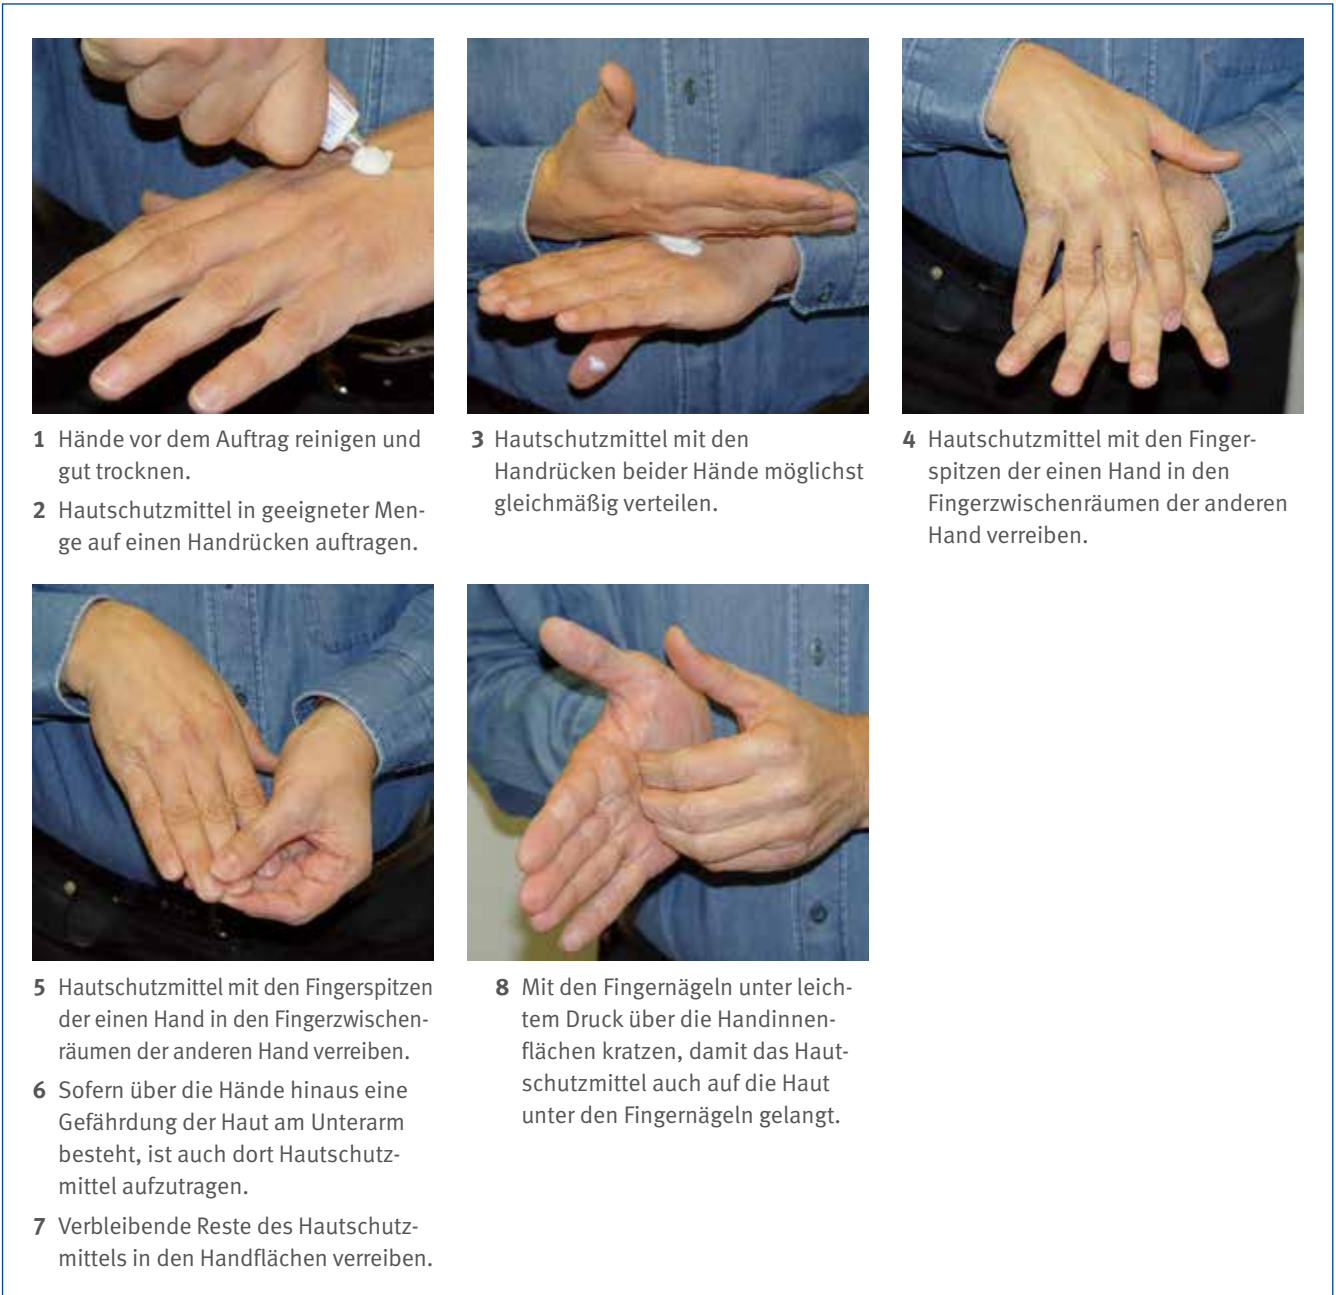 1 Hände vor dem Auftrag reinigen und
gut trocknen.
2 Hautschutzmittel in geeigneter Men-
ge auf einen Handrücken auftragen.
3 Hautschutzmittel mit den
Handrücken beider Hände möglichst
gleichmäßig verteilen.
4 Hautschutzmittel mit den Finger-
spitzen der einen Hand in den
Fingerzwischenräumen der anderen
Hand verreiben.
5 Hautschutzmittel mit den Fingerspitzen
der einen Hand in den Fingerzwischen-
räumen der anderen Hand verreiben.
6 Sofern über die Hände hinaus eine
Gefährdung der Haut am Unterarm
besteht, ist auch dort Hautschutz-
mittel aufzutragen.
7 Verbleibende Reste des Hautschutz-
mittels in den Handflächen verreiben.
8 Mit den Fingernägeln unter leich-
tem Druck über die Handinnen-
flächen kratzen, damit das Haut-
schutzmittel auch auf die Haut
unter den Fingernägeln gelangt.